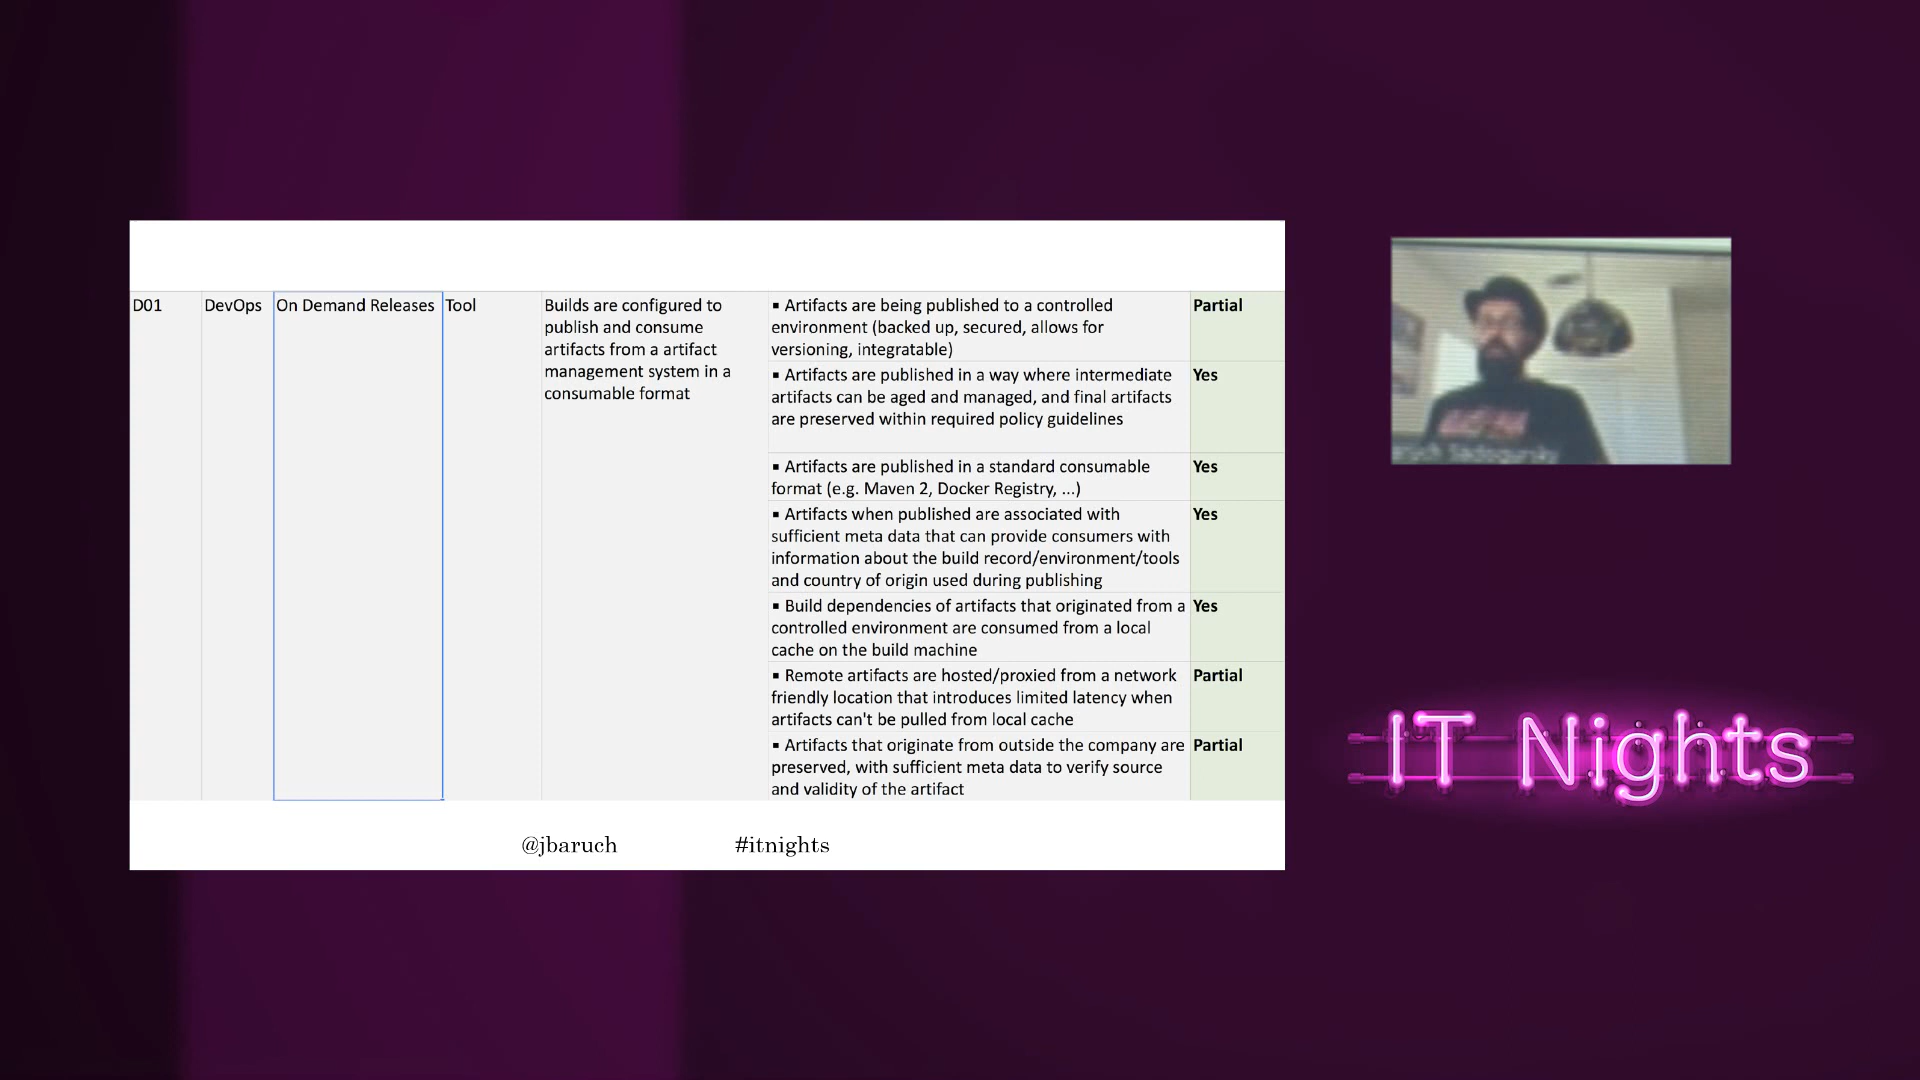 D01
DevOps
On Demand Releases
Tool
Builds are configured to
publish and consume
artifacts from a artifact
management system in a
consumable format
▪ Artifacts are being published to a controlled
environment (backed up, secured, allows for
versioning, integratable)
Partial
▪ Artifacts are published in a way where intermediate
artifacts can be aged and managed, and final artifacts
are preserved within required policy guidelines
Yes
▪ Artifacts are published in a standard consumable
format (e.g. Maven 2, Docker Registry, ...)
Yes
▪ Artifacts when published are associated with
sufficient meta data that can provide consumers with
information about the build record/environment/tools
and country of origin used during publishing
Yes
▪ Build dependencies of artifacts that originated from a
controlled environment are consumed from a local
cache on the build machine
Yes
▪ Remote artifacts are hosted/proxied from a network
friendly location that introduces limited latency when
artifacts can't be pulled from local cache
Partial
▪ Artifacts that originate from outside the company are
preserved, with sufficient meta data to verify source
and validity of the artifact
Partial
@jbaruch
#itnights
Sadogursky
IT Nights